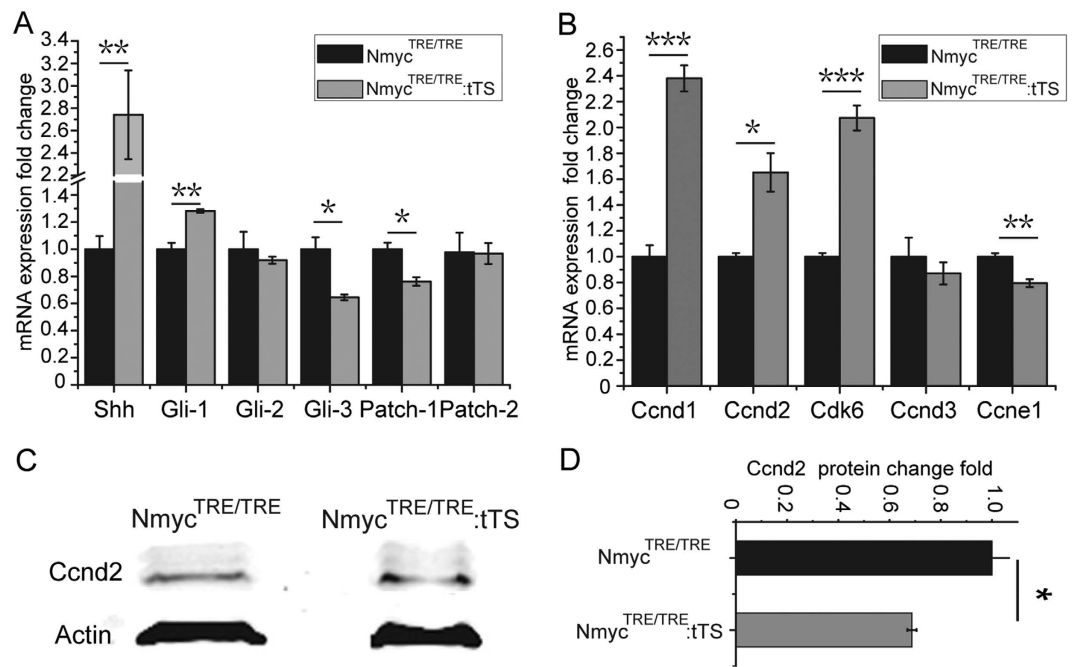 A
mRNA expression fold change
3.4
3.2
3.0
2.8
2.6
2.4
2.2
1.4
1.2
1.0
0.8
0.6
0.4
0.2
0
Nmyc TRE/TRE
Nmyc TRE/TRE:tTS
**
**
*
*
Shh Gli-1 Gli-2 Gli-3 Patch-1 Patch-2
B
mRNA expression fold change
2.6
2.4
2.2
2.0
1.8
1.6
1.4
1.2
1.0
0.8
0.6
0.4
0.2
0
Nmyc TRE/TRE
Nmyc TRE/TRE:tTS
***
*
***
**
Ccnd1 Ccnd2 Cdk6 Ccnd3 Ccne1
C
Nmyc TRE/TRE Nmyc TRE/TRE:tTS
Ccnd2
Actin
D
Ccnd2 protein change fold
0 0.2 0.4 0.6 0.8 1.0
Nmyc TRE/TRE
Nmyc TRE/TRE:tTS
*